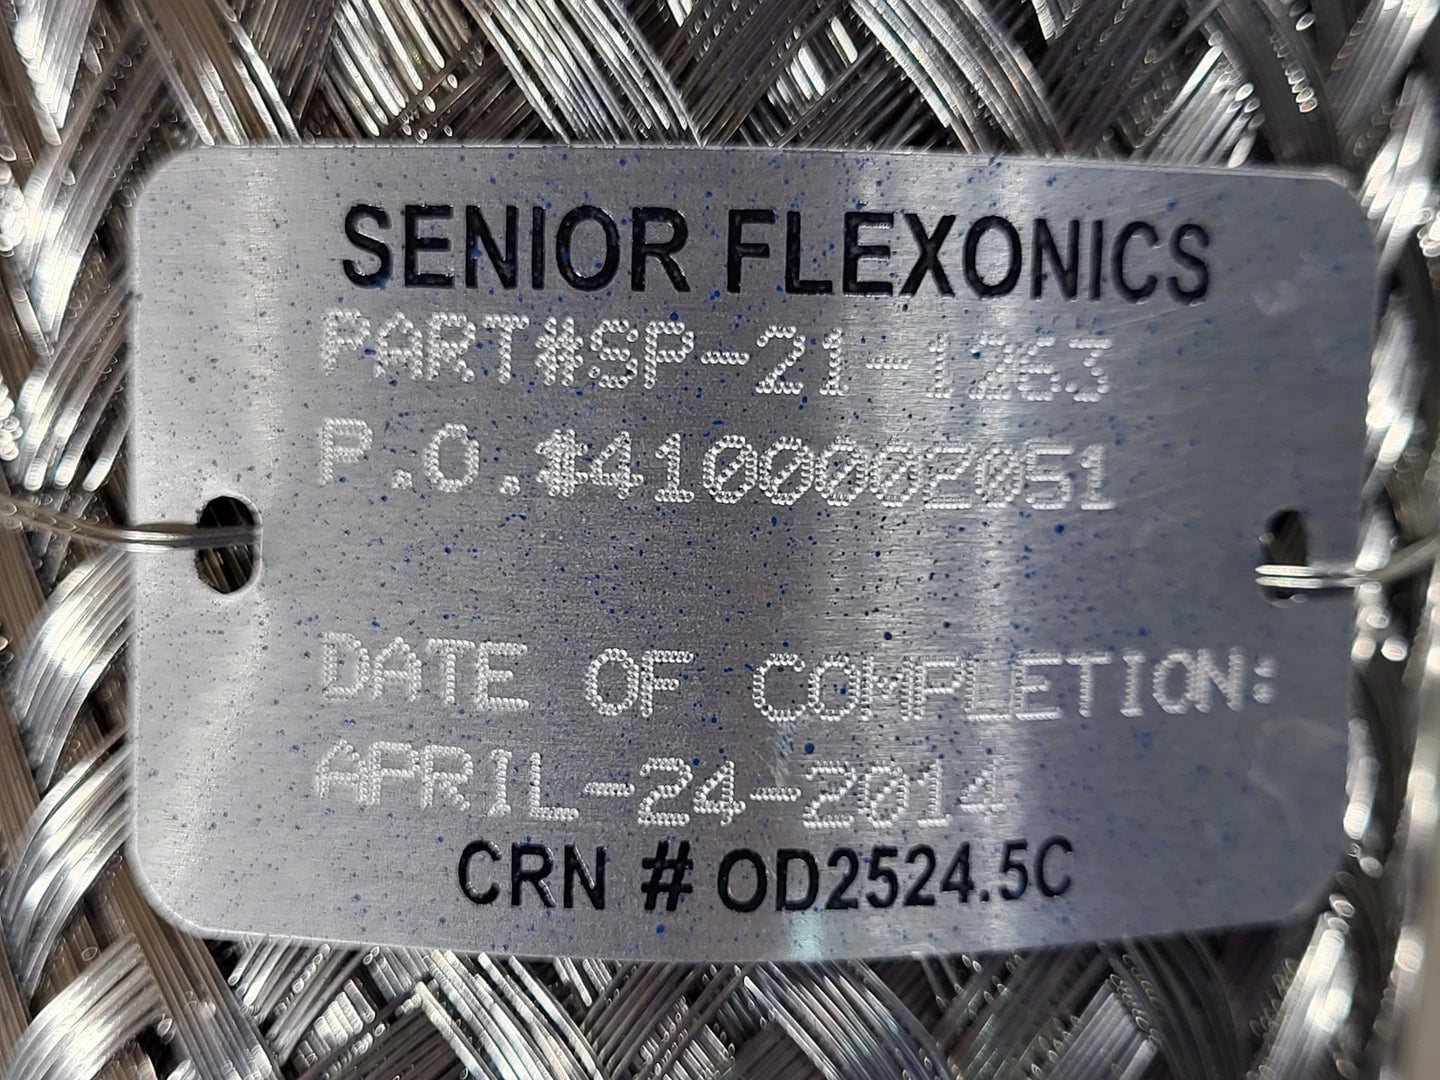 SENIOR FLEXONICS
PART#SP-21-1263
P.O.#4100002051
DATE OF COMPLETION:
APRIL-24-2014
CRN # OD2524.5C